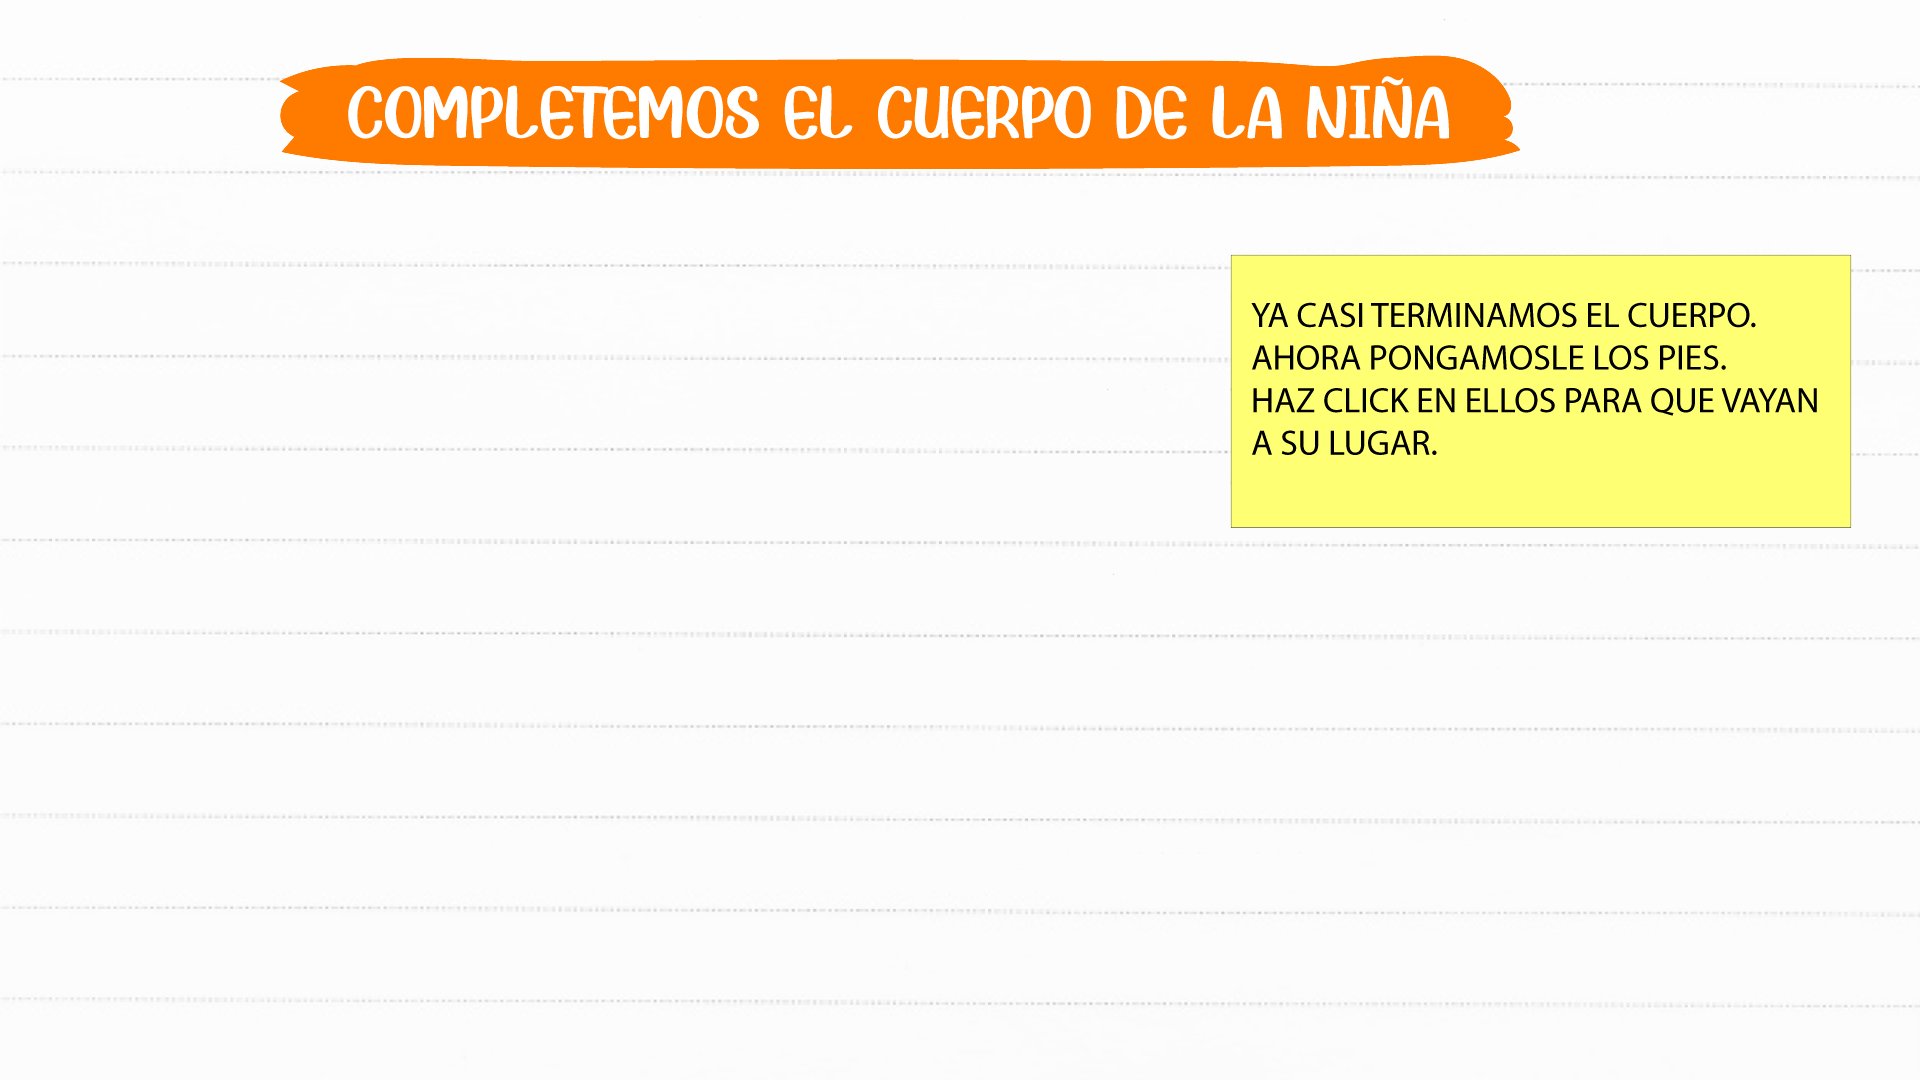 COMPLETEMOS EL CUERPO DE LA NIÑA
YA CASI TERMINAMOS EL CUERPO.
AHORA PONGAMOSLE LOS PIES.
HAZ CLICK EN ELLOS PARA QUE VAYAN
A SU LUGAR.